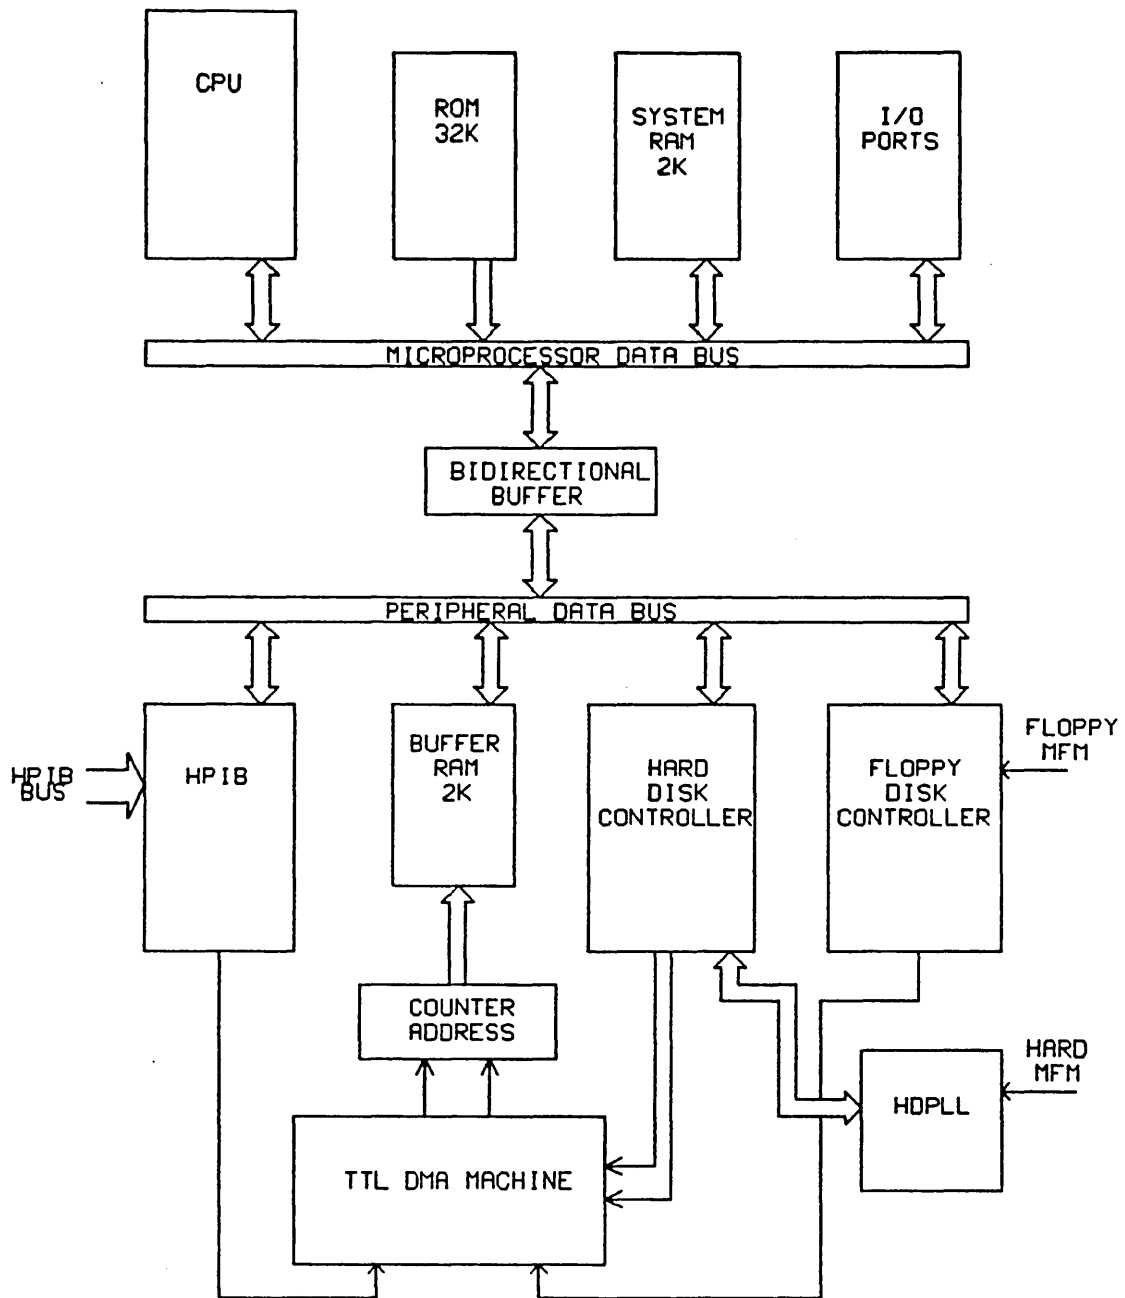 CPU
ROM
32K
SYSTEM
RAM
2K
I/O
PORTS
MICROPROCESSOR DATA BUS
BIDIRECTIONAL
BUFFER
PERIPHERAL DATA BUS
HPIB
BUS
HPIB
BUFFER
RAM
2K
HARD
DISK
CONTROLLER
FLOPPY
DISK
CONTROLLER
FLOPPY
MFM
COUNTER
ADDRESS
HARD
MFM
HDPLL
TTL DMA MACHINE